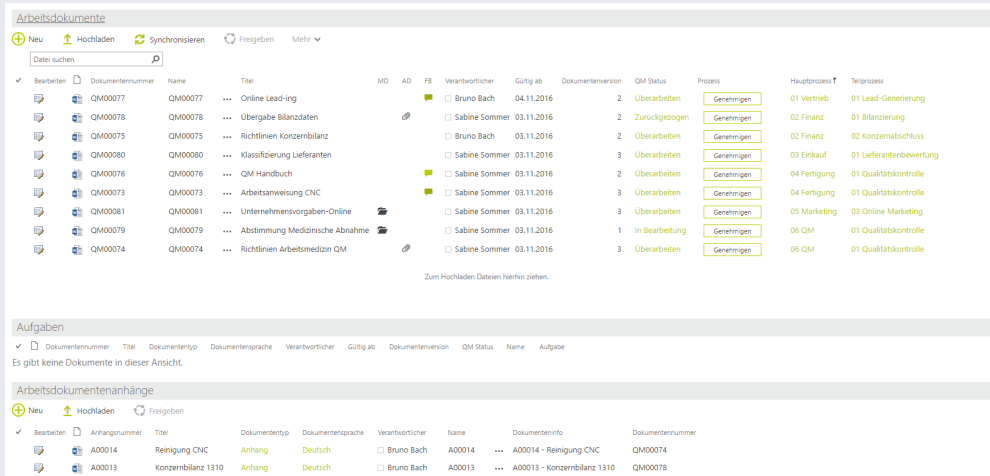 Arbeitsdokumente
Neu Hochladen Synchronisieren Freigeben Mehr
Datei suchen
Bearbeiten Dokumentennummer Name Titel MD AD FB Verantwortlicher Gültig ab Dokumentenversion QM Status Prozess Hauptprozess Teilprozess
QM00077 QM00077 ... Online Lead-ing Bruno Bach 04.11.2016 2 Überarbeiten Genehmigen 01 Vertrieb 01 Lead-Generierung
QM00078 QM00078 ... Übergabe Bilanzdaten Sabine Sommer 03.11.2016 2 Zurückgezogen Genehmigen 02 Finanz 01 Bilanzierung
QM00075 QM00075 ... Richtlinien Konzernbilanz Bruno Bach 03.11.2016 2 Überarbeiten Genehmigen 02 Finanz 02 Konzernabschluss
QM00080 QM00080 ... Klassifizierung Lieferanten Sabine Sommer 03.11.2016 3 Überarbeiten Genehmigen 03 Einkauf 01 Lieferantenbewertung
QM00076 QM00076 ... QM Handbuch Sabine Sommer 03.11.2016 2 Überarbeiten Genehmigen 04 Fertigung 01 Qualitätskontrolle
QM00073 QM00073 ... Arbeitsanweisung CNC Sabine Sommer 03.11.2016 3 Überarbeiten Genehmigen 04 Fertigung 01 Qualitätskontrolle
QM00081 QM00081 ... Unternehmensvorgaben-Online Sabine Sommer 03.11.2016 3 Überarbeiten Genehmigen 05 Marketing 03 Online Marketing
QM00079 QM00079 ... Abstimmung Medizinische Abnahme Sabine Sommer 03.11.2016 1 In Bearbeitung Genehmigen 06 QM 01 Qualitätskontrolle
QM00074 QM00074 ... Richtlinien Arbeitsmedizin QM Sabine Sommer 03.11.2016 3 Überarbeiten Genehmigen 06 QM 01 Qualitätskontrolle
Zum Hochladen Dateien hierhin ziehen.
Aufgaben
Dokumentennummer Titel Dokumententyp Dokumentensprache Verantwortlicher Gültig ab Dokumentenversion QM Status Name Aufgabe
Es gibt keine Dokumente in dieser Ansicht.
Arbeitsdokumentenanhänge
Neu Hochladen Freigeben
Bearbeiten Anhangsnummer Titel Dokumententyp Dokumentensprache Verantwortlicher Name Dokumenteninfo Dokumentennummer
A00014 Reinigung CNC Anhang Deutsch Bruno Bach A00014 ... A00014 - Reinigung CNC QM00074
A00013 Konzernbilanz 1310 Anhang Deutsch Bruno Bach A00013 ... A00013 - Konzernbilanz 1310 QM00078